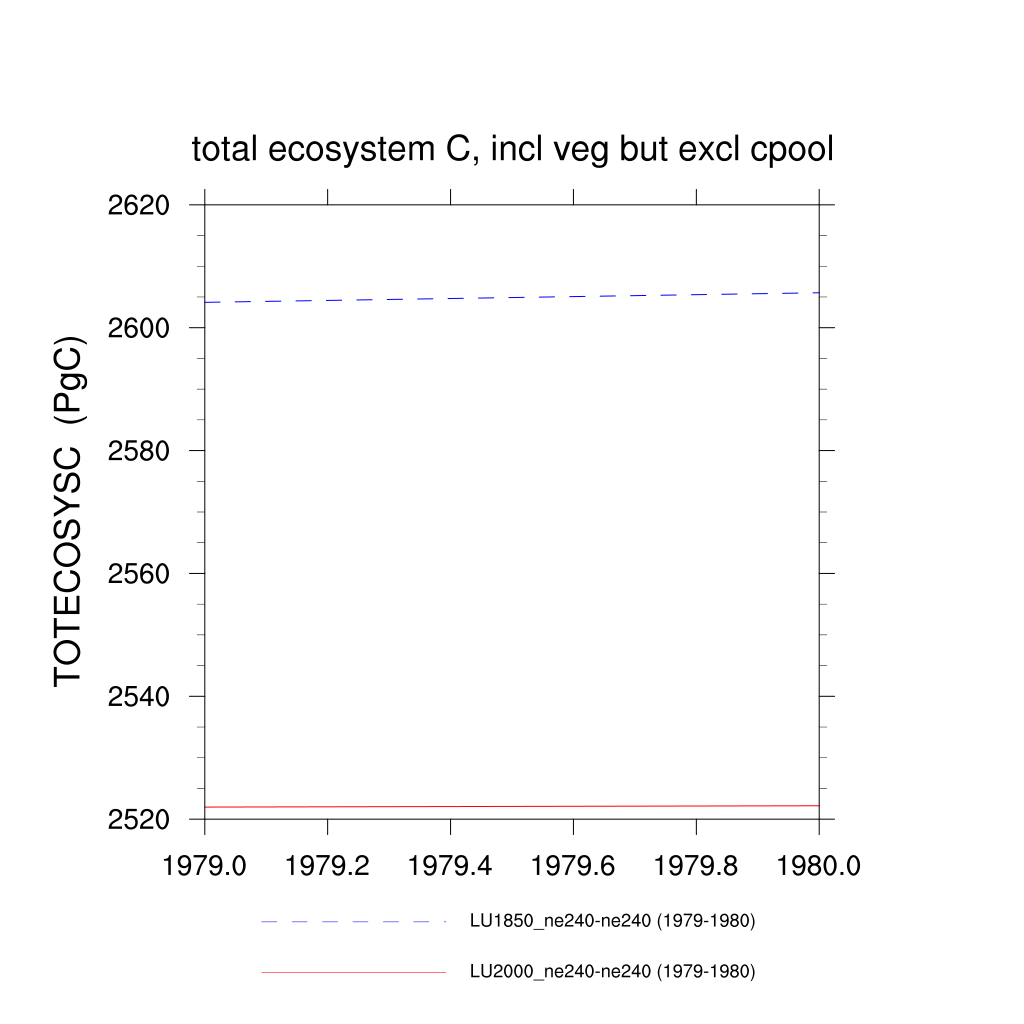 total ecosystem C, incl veg but excl cpool
TOTECOSYSC (PgC)
2620
2600
2580
2560
2540
2520
1979.0 1979.2 1979.4 1979.6 1979.8 1980.0
LU1850_ne240-ne240 (1979-1980)
LU2000_ne240-ne240 (1979-1980)